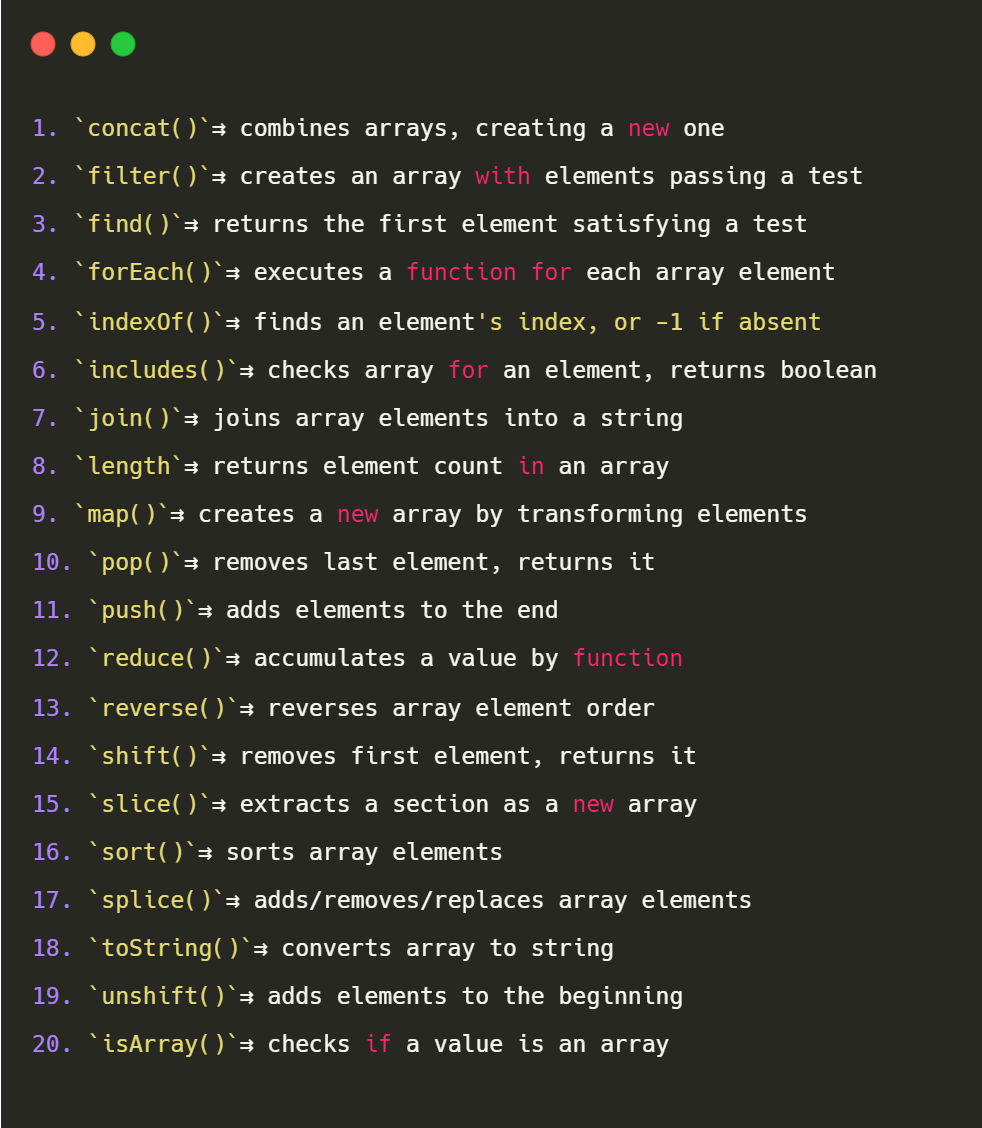 1. `concat()`⇉ combines arrays, creating a new one
2. `filter()`⇉ creates an array with elements passing a test
3. `find()`⇉ returns the first element satisfying a test
4. `forEach()`⇉ executes a function for each array element
5. `indexOf()`⇉ finds an element's index, or -1 if absent
6. `includes()`⇉ checks array for an element, returns boolean
7. `join()`⇉ joins array elements into a string
8. `length`⇉ returns element count in an array
9. `map()`⇉ creates a new array by transforming elements
10. `pop()`⇉ removes last element, returns it
11. `push()`⇉ adds elements to the end
12. `reduce()`⇉ accumulates a value by function
13. `reverse()`⇉ reverses array element order
14. `shift()`⇉ removes first element, returns it
15. `slice()`⇉ extracts a section as a new array
16. `sort()`⇉ sorts array elements
17. `splice()`⇉ adds/removes/replaces array elements
18. `toString()`⇉ converts array to string
19. `unshift()`⇉ adds elements to the beginning
20. `isArray()`⇉ checks if a value is an array